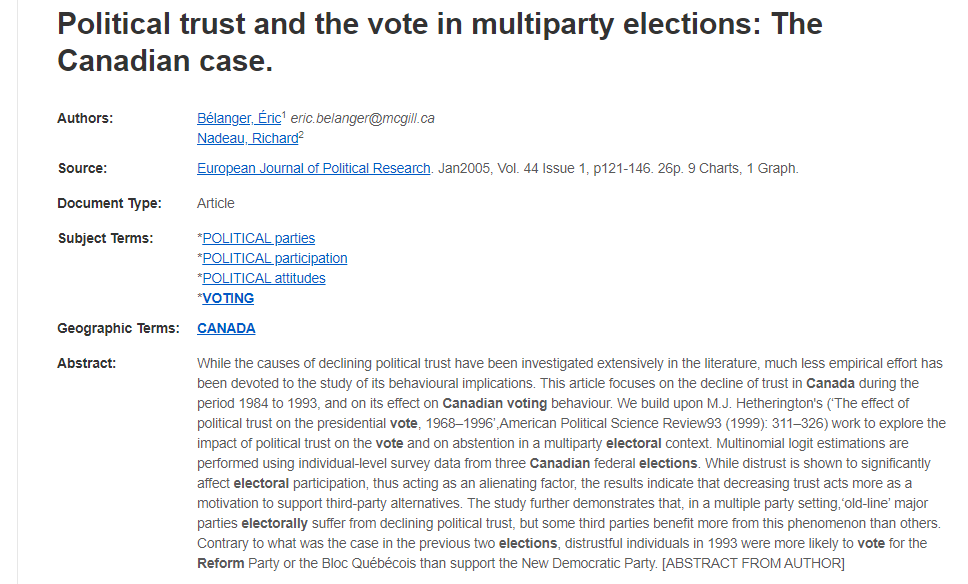 Political trust and the vote in multiparty elections: The
Canadian case.
Authors: Bélanger, Éric1 eric.belanger@mcgill.ca
Nadeau, Richard2
Source: European Journal of Political Research. Jan2005, Vol. 44 Issue 1, p121-146. 26p. 9 Charts, 1 Graph.
Document Type: Article
Subject Terms: *POLITICAL parties
*POLITICAL participation
*POLITICAL attitudes
*VOTING
Geographic Terms: CANADA
Abstract: While the causes of declining political trust have been investigated extensively in the literature, much less empirical effort has
been devoted to the study of its behavioural implications. This article focuses on the decline of trust in Canada during the
period 1984 to 1993, and on its effect on Canadian voting behaviour. We build upon M.J. Hetherington's (‘The effect of
political trust on the presidential vote, 1968–1996’,American Political Science Review93 (1999): 311–326) work to explore the
impact of political trust on the vote and on abstention in a multiparty electoral context. Multinomial logit estimations are
performed using individual-level survey data from three Canadian federal elections. While distrust is shown to significantly
affect electoral participation, thus acting as an alienating factor, the results indicate that decreasing trust acts more as a
motivation to support third-party alternatives. The study further demonstrates that, in a multiple party setting,‘old-line’ major
parties electorally suffer from declining political trust, but some third parties benefit more from this phenomenon than others.
Contrary to what was the case in the previous two elections, distrustful individuals in 1993 were more likely to vote for the
Reform Party or the Bloc Québécois than support the New Democratic Party. [ABSTRACT FROM AUTHOR]